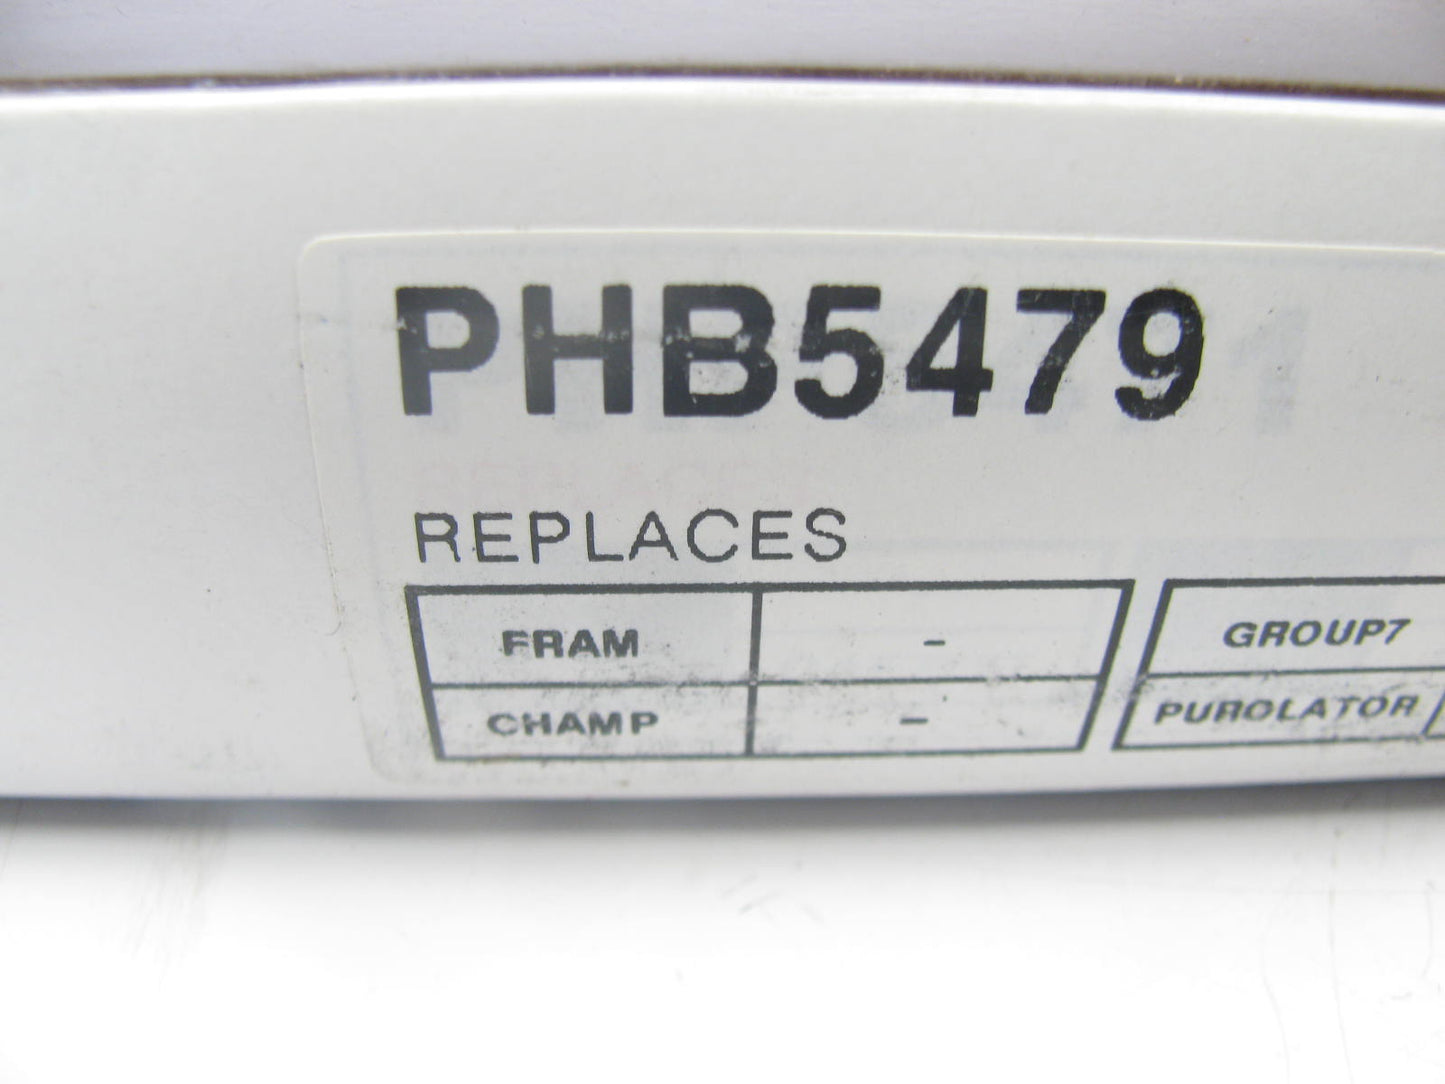 PHB5479
REPLACES
FRAM - GROUP7
CHAMP - PUROLATOR